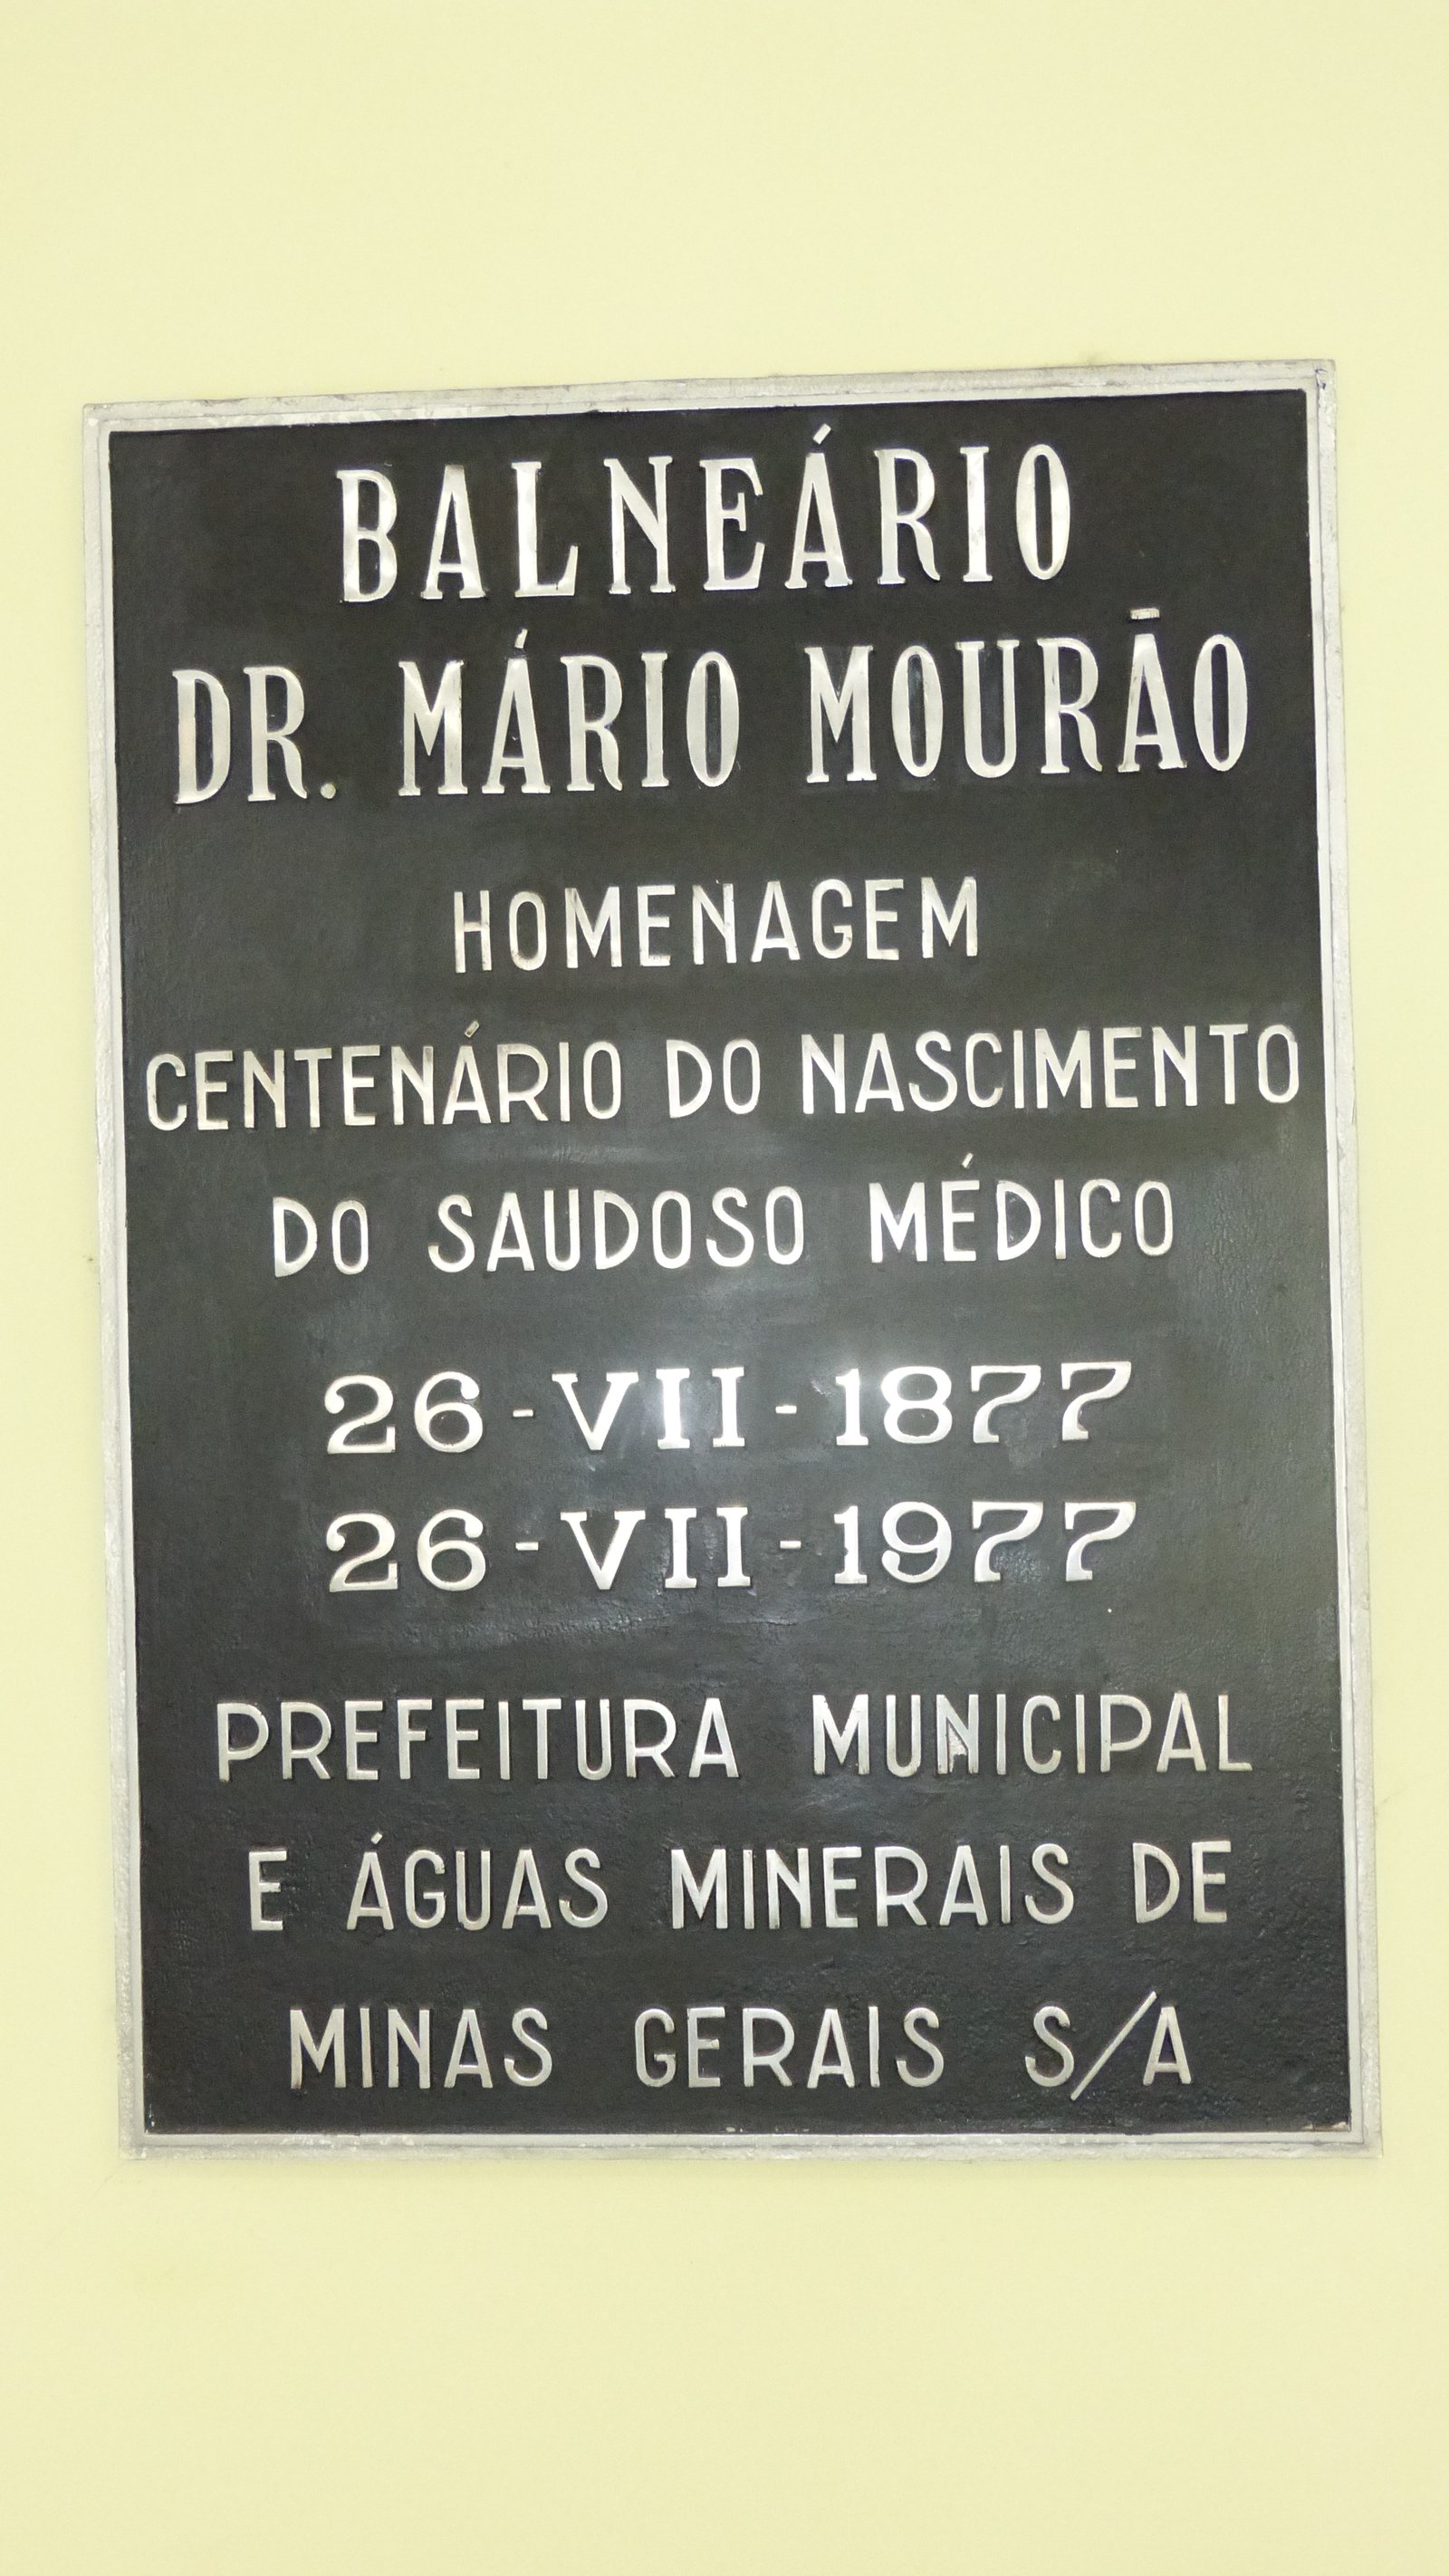 BALNEÁRIO
DR. MÁRIO MOURÃO
HOMENAGEM
CENTENÁRIO DO NASCIMENTO
DO SAUDOSO MÉDICO
26-VII-1877
26-VII-1977
PREFEITURA MUNICIPAL
E ÁGUAS MINERAIS DE
MINAS GERAIS S/A